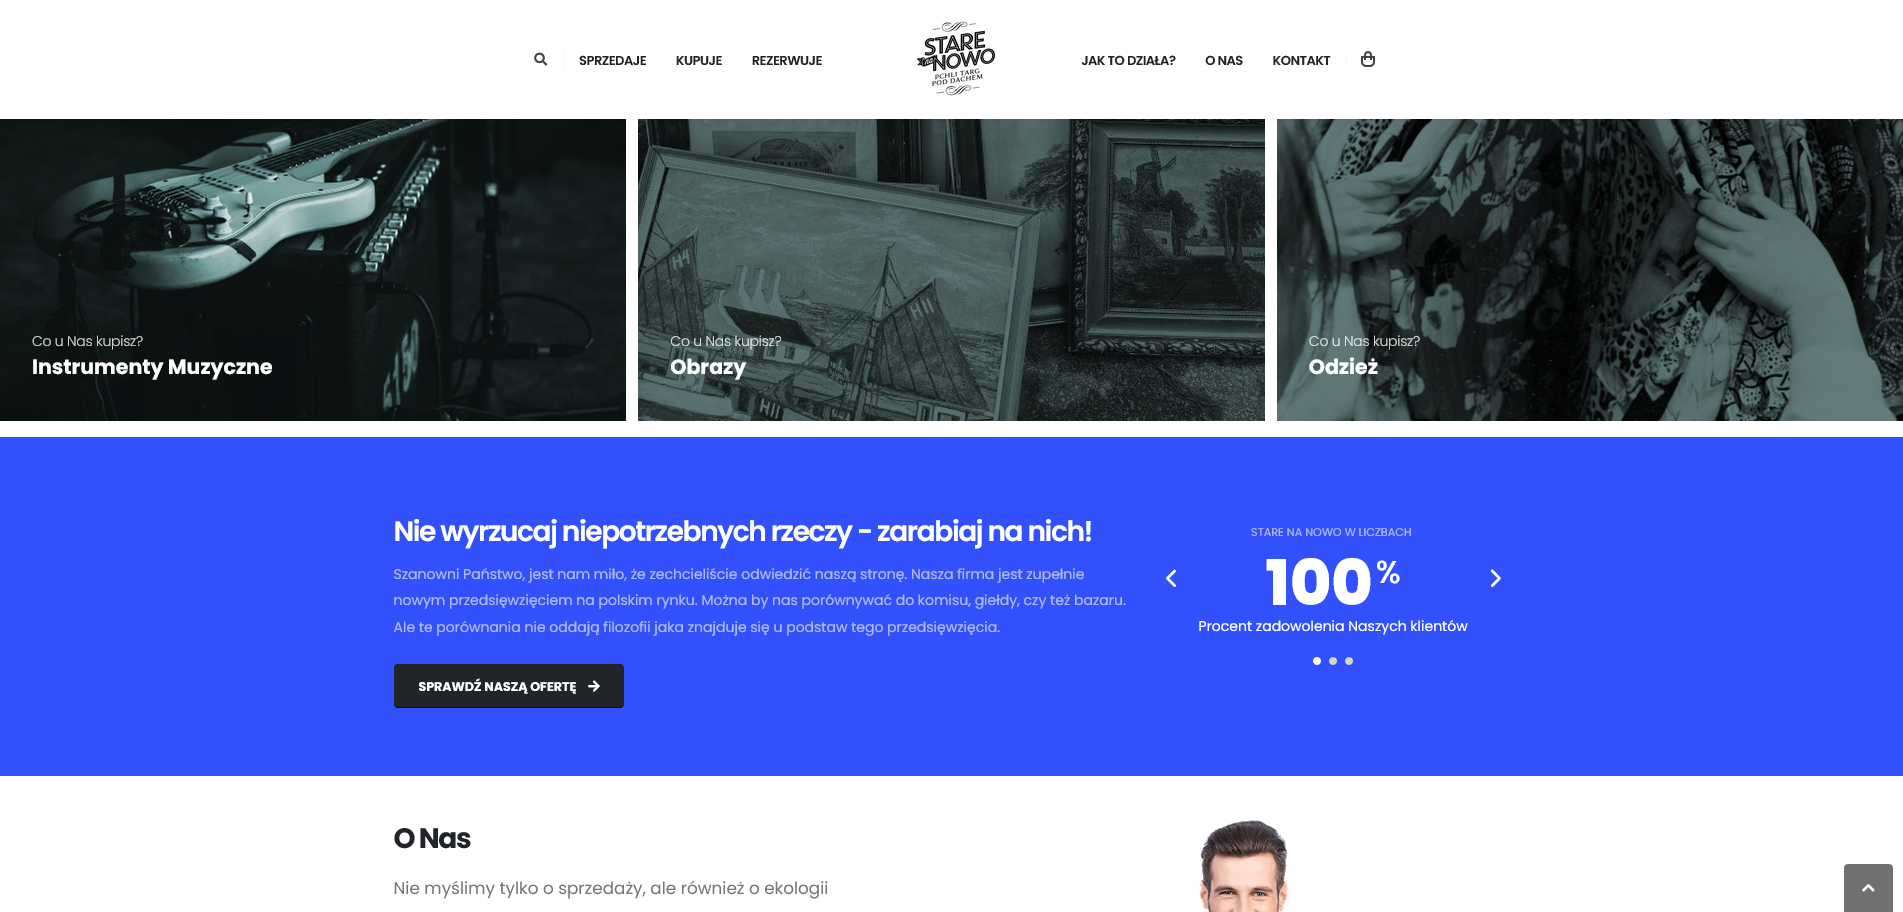 SPRZEDAJE
KUPUJE
REZERWUJE
STARE
NA
NOWO
PCHLI TARG
POD DACHEM
JAK TO DZIAŁA?
O NAS
KONTAKT
Co u Nas kupisz?
Instrumenty Muzyczne
Co u Nas kupisz?
Obrazy
Co u Nas kupisz?
Odzież
H4
H11
H11
Nie wyrzucaj niepotrzebnych rzeczy - zarabiaj na nich!
Szanowni Państwo, jest nam miło, że zechcieliście odwiedzić naszą stronę. Nasza firma jest zupełnie
nowym przedsięwzięciem na polskim rynku. Można by nas porównywać do komisu, giełdy, czy też bazaru.
Ale te porównania nie oddają filozofii jaka znajduje się u podstaw tego przedsięwzięcia.
SPRAWDŹ NASZĄ OFERTĘ
STARE NA NOWO W LICZBACH
100%
Procent zadowolenia Naszych klientów
O Nas
Nie myślimy tylko o sprzedaży, ale również o ekologii